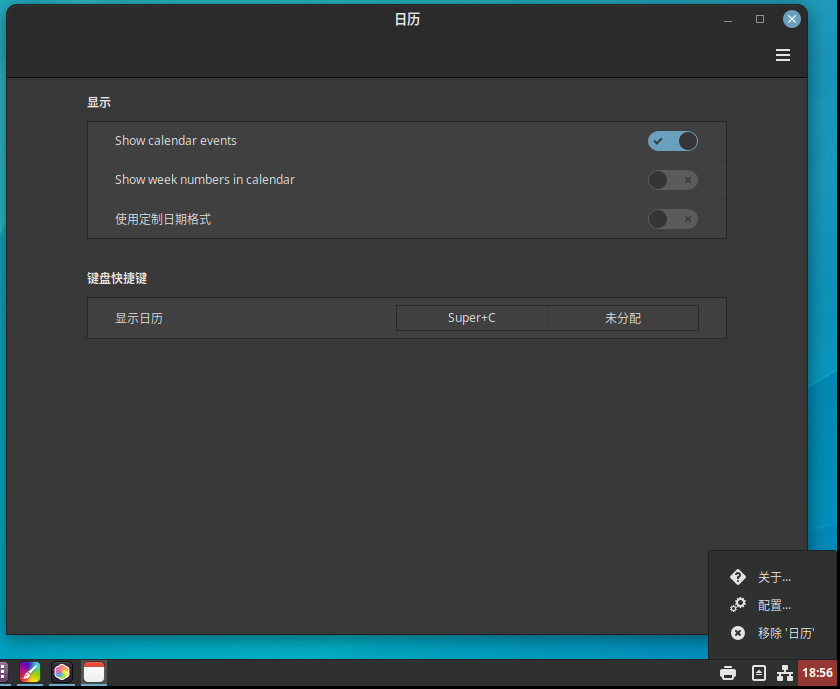 日历
显示
Show calendar events
Show week numbers in calendar
使用定制日期格式
键盘快捷键
显示日历 Super+C 未分配
关于...
配置...
移除 '日历'
18:56